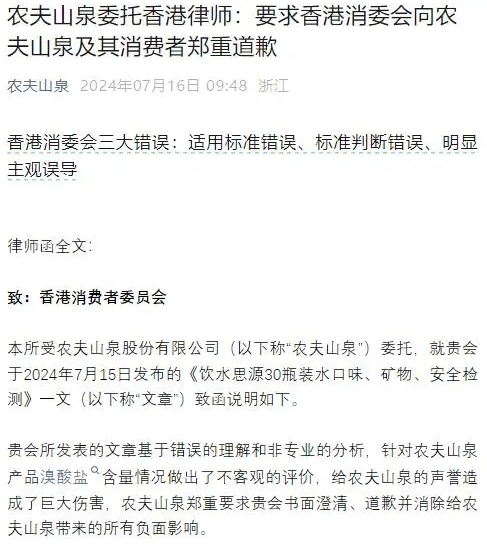 农夫山泉委托香港律师：要求香港消委会向农
夫山泉及其消费者郑重道歉
农夫山泉 2024年07月16日 09:48 浙江
香港消委会三大错误：适用标准错误、标准判断错误、明显
主观误导
律师函全文：
致：香港消费者委员会
本所受农夫山泉股份有限公司（以下称“农夫山泉”）委托，就贵会
于2024年7月15日发布的《饮水思源30瓶装水口味、矿物、安全检
测》一文（以下称“文章”）致函说明如下。
贵会所发表的文章基于错误的理解和非专业的分析，针对农夫山泉
产品溴酸盐含量情况做出了不客观的评价，给农夫山泉的声誉造
成了巨大伤害，农夫山泉郑重要求贵会书面澄清、道歉并消除给农
夫山泉带来的所有负面影响。